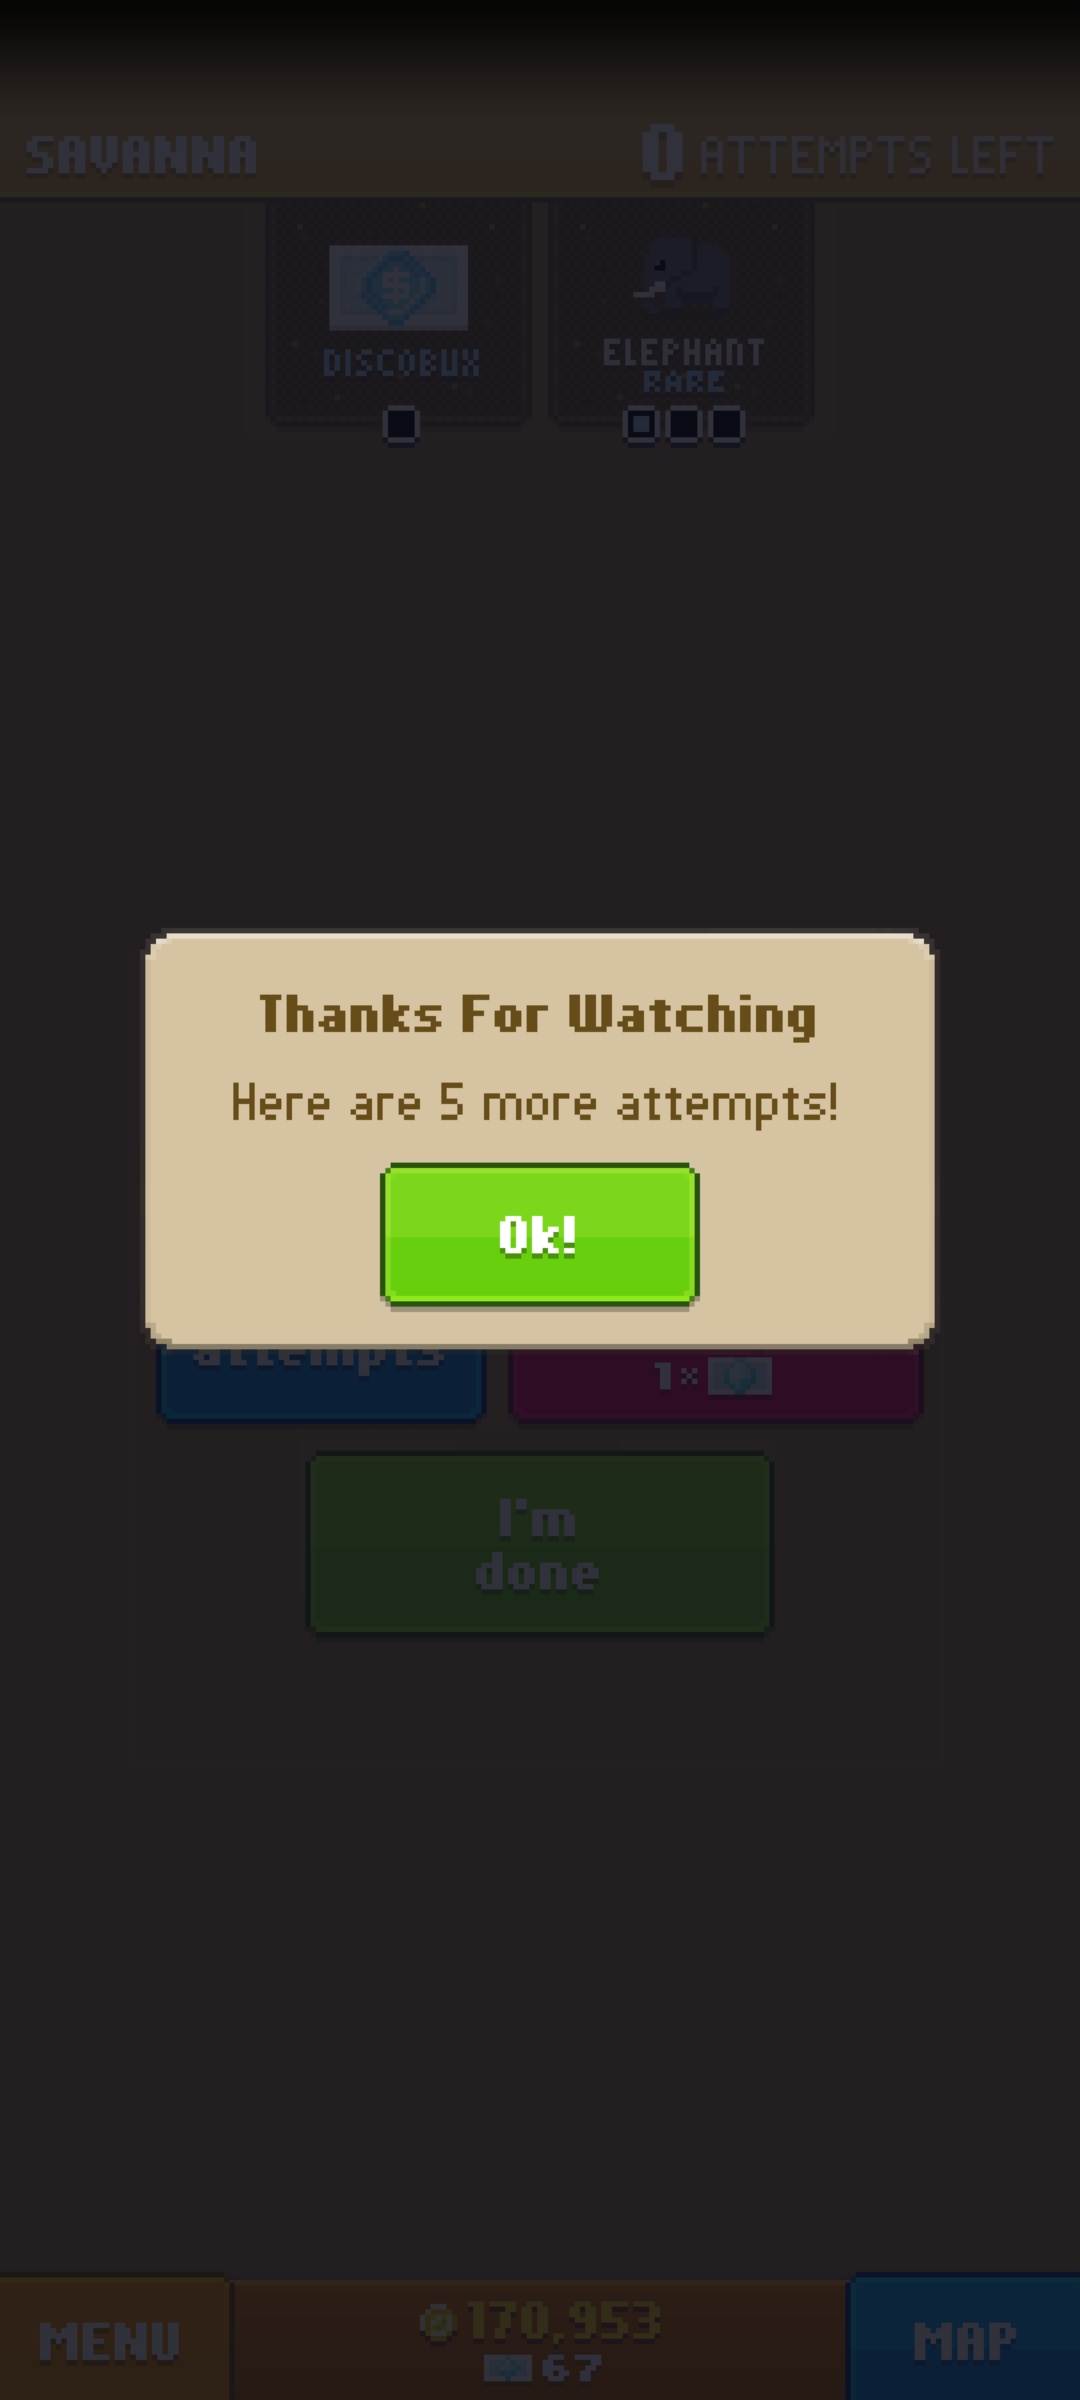 SAVANNA
0 ATTEMPTS LEFT
$
DISCOBUX
ELEPHANT
RARE
Thanks For Watching
Here are 5 more attempts!
Ok!
attempts
1×
I'm
done
MENU
170,953
67
MAP